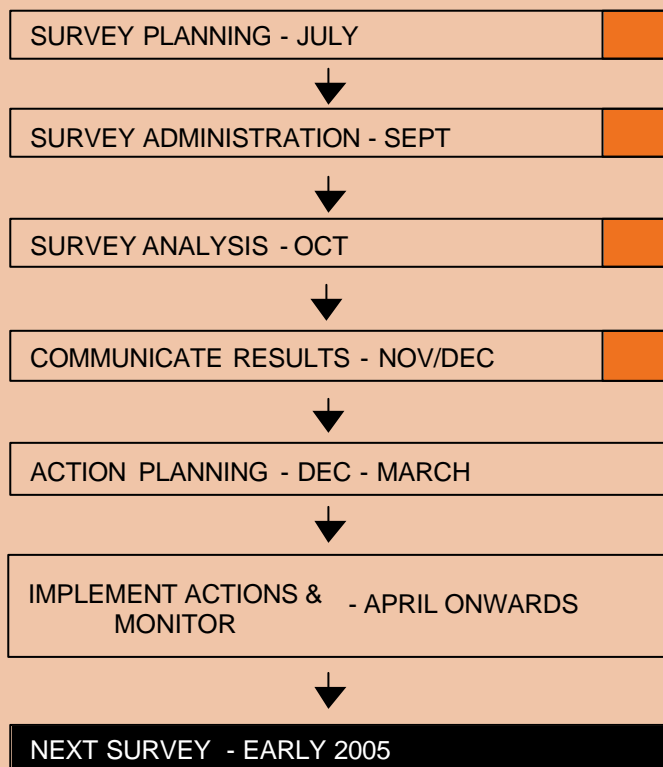 SURVEY PLANNING - JULY
SURVEY ADMINISTRATION - SEPT
SURVEY ANALYSIS - OCT
COMMUNICATE RESULTS - NOV/DEC
ACTION PLANNING - DEC - MARCH
IMPLEMENT ACTIONS &
MONITOR
- APRIL ONWARDS
NEXT SURVEY - EARLY 2005